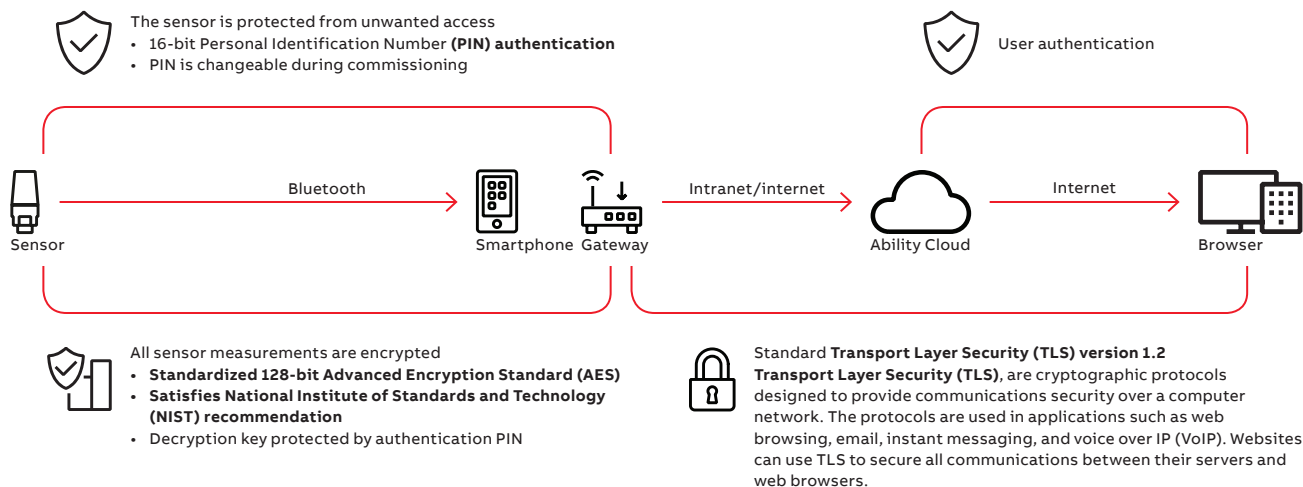 The sensor is protected from unwanted access
• 16-bit Personal Identification Number (PIN) authentication
• PIN is changeable during commissioning
User authentication
Bluetooth
Intranet/internet
Internet
Sensor
Smartphone
Gateway
Ability Cloud
Browser
All sensor measurements are encrypted
• Standardized 128-bit Advanced Encryption Standard (AES)
• Satisfies National Institute of Standards and Technology
(NIST) recommendation
• Decryption key protected by authentication PIN
Standard Transport Layer Security (TLS) version 1.2
Transport Layer Security (TLS), are cryptographic protocols
designed to provide communications security over a computer
network. The protocols are used in applications such as web
browsing, email, instant messaging, and voice over IP (VoIP). Websites
can use TLS to secure all communications between their servers and
web browsers.